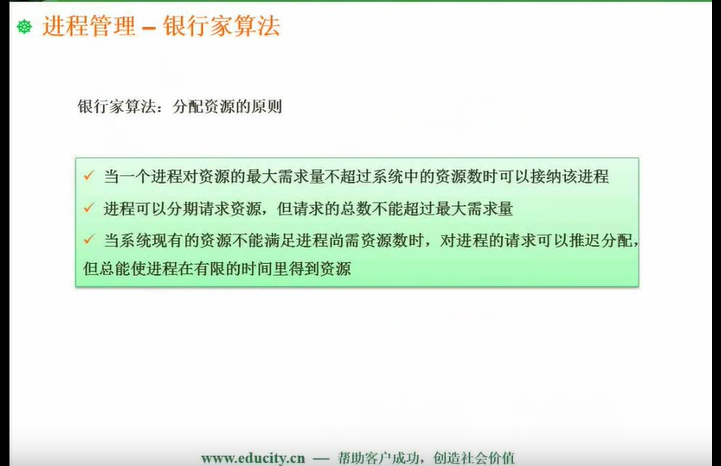 进程管理 – 银行家算法
银行家算法：分配资源的原则
✓ 当一个进程对资源的最大需求量不超过系统中的资源数时可以接纳该进程
✓ 进程可以分期请求资源，但请求的总数不能超过最大需求量
✓ 当系统现有的资源不能满足进程尚需资源数时，对进程的请求可以推迟分配，
但总能使进程在有限的时间里得到资源
www.educity.cn — 帮助客户成功，创造社会价值